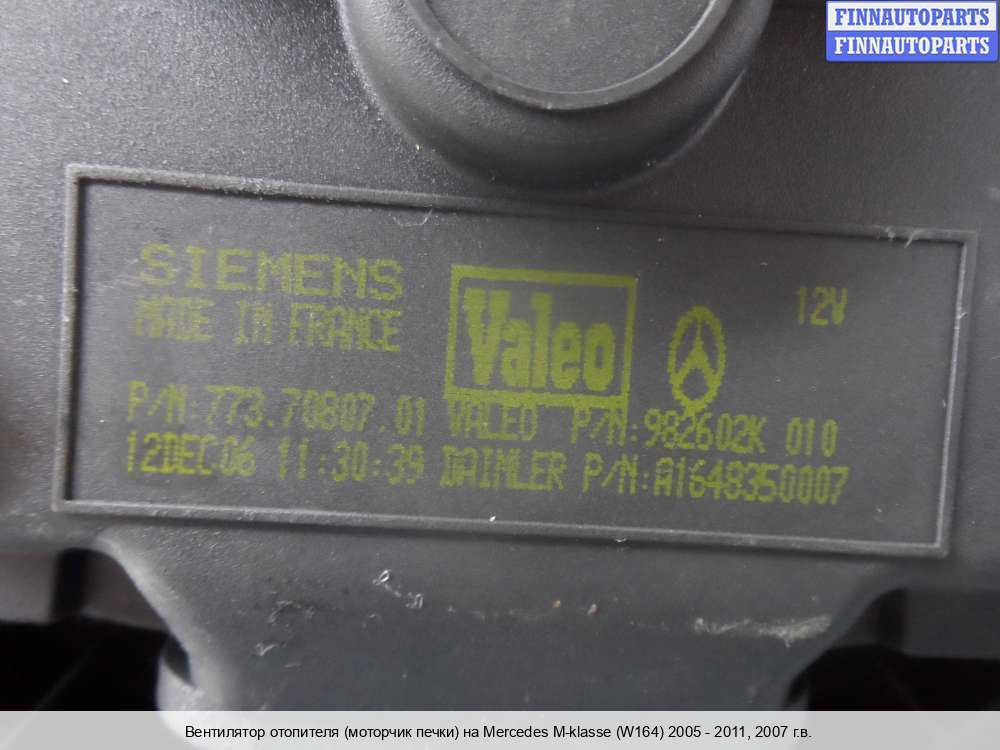 FINNAUTOPARTS
FINNAUTOPARTS
SIEMENS
MADE IN FRANCE
Valeo
12V
P/N:773.70807.01 VALEO P/N:982602K 010
12DEC06 11:30:39 DAIMLER P/N:A1648350007
Вентилятор отопителя (моторчик печки) на Mercedes M-klasse (W164) 2005 - 2011, 2007 г.в.